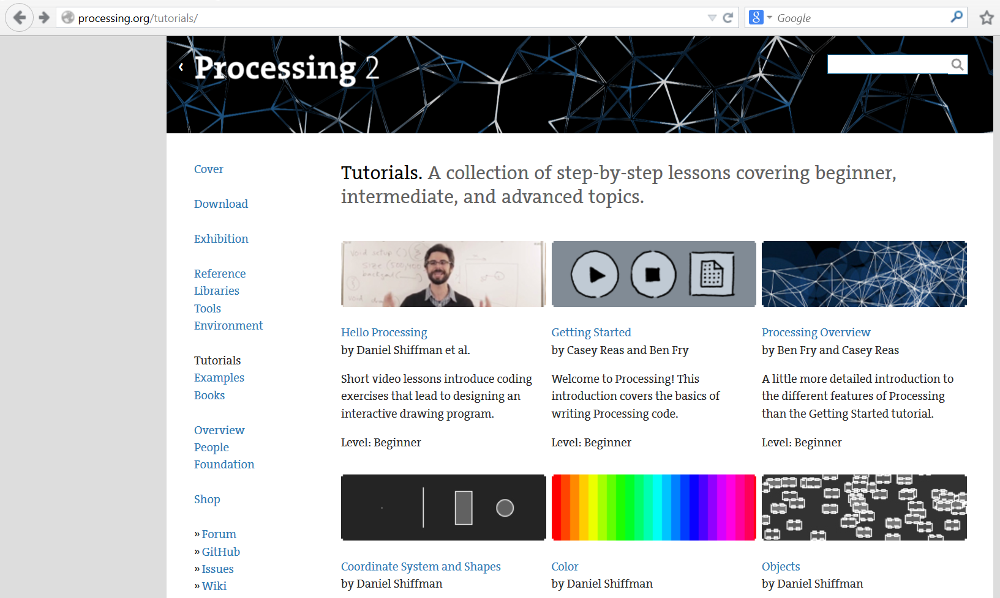 processing.org/tutorials/
Google
Processing 2
Cover
Download
Exhibition
Reference
Libraries
Tools
Environment
Tutorials
Examples
Books
Overview
People
Foundation
Shop
» Forum
» GitHub
» Issues
» Wiki
Tutorials. A collection of step-by-step lessons covering beginner,
intermediate, and advanced topics.
void setup () {
size (500,400
void
Hello Processing
by Daniel Shiffman et al.
Short video lessons introduce coding
exercises that lead to designing an
interactive drawing program.
Level: Beginner
Getting Started
by Casey Reas and Ben Fry
Welcome to Processing! This
introduction covers the basics of
writing Processing code.
Level: Beginner
Processing Overview
by Ben Fry and Casey Reas
A little more detailed introduction to
the different features of Processing
than the Getting Started tutorial.
Level: Beginner
Coordinate System and Shapes
by Daniel Shiffman
Color
by Daniel Shiffman
Objects
by Daniel Shiffman